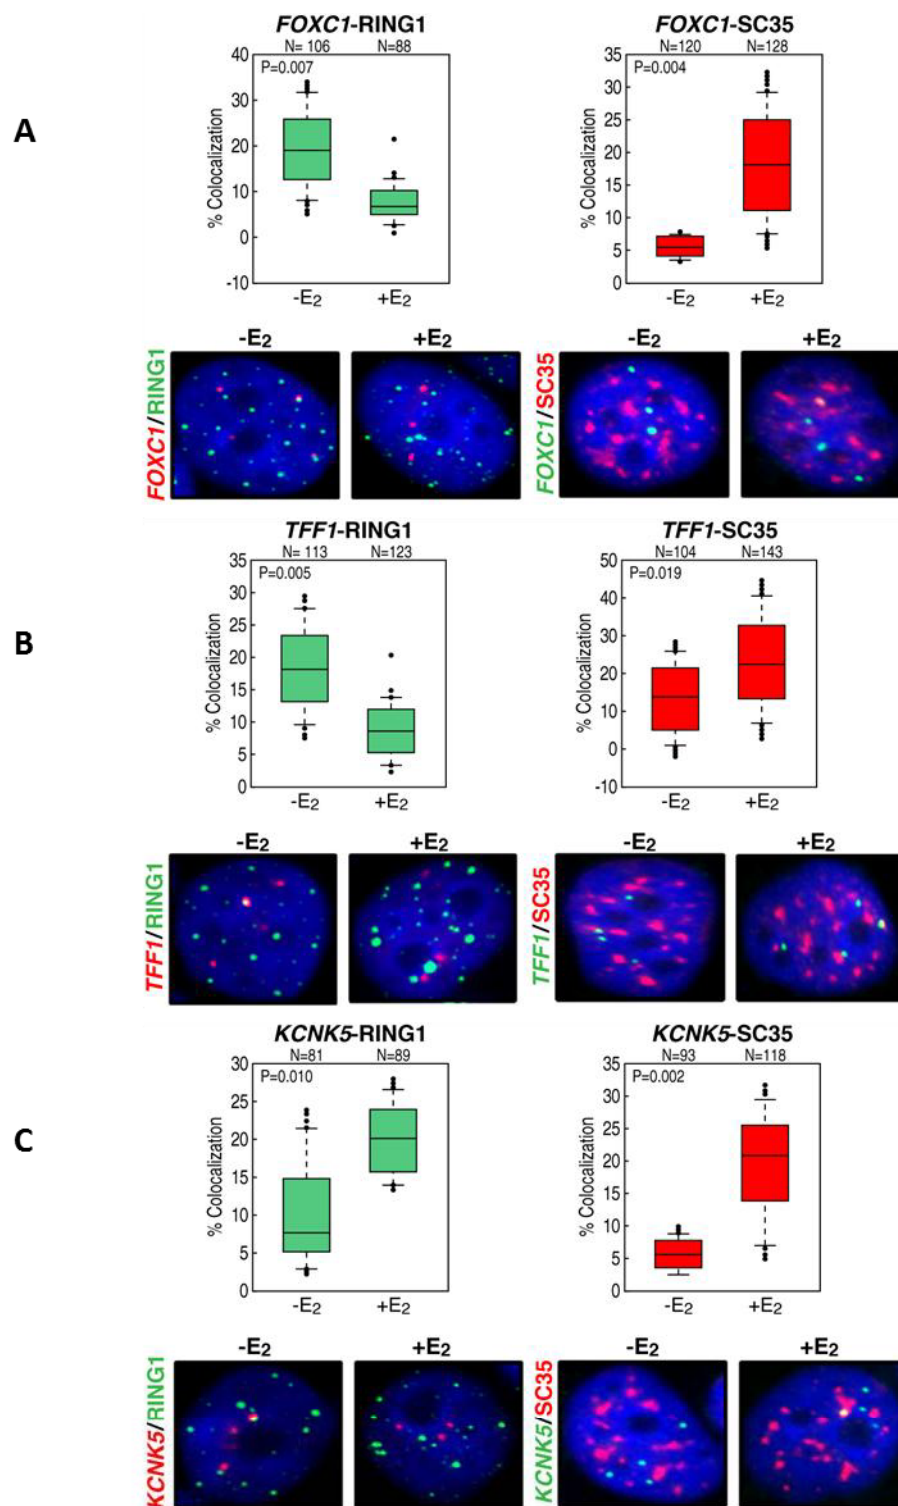 A
FOXC1-RING1
N= 106 N=88
P=0.007
% Colocalization
40
30
20
10
0
-10
-E2 +E2
FOXC1-SC35
N=120 N=128
P=0.004
% Colocalization
35
30
25
20
15
10
5
0
-E2 +E2
FOXC1/RING1
-E2 +E2
FOXC1/SC35
-E2 +E2
B
TFF1-RING1
N= 113 N=123
P=0.005
% Colocalization
35
30
25
20
15
10
5
0
-E2 +E2
TFF1-SC35
N=104 N=143
P=0.019
% Colocalization
50
40
30
20
10
0
-10
-E2 +E2
TFF1/RING1
-E2 +E2
TFF1/SC35
-E2 +E2
C
KCNK5-RING1
N=81 N=89
P=0.010
% Colocalization
30
25
20
15
10
5
0
-E2 +E2
KCNK5-SC35
N=93 N=118
P=0.002
% Colocalization
35
30
25
20
15
10
5
0
-E2 +E2
KCNK5/RING1
-E2 +E2
KCNK5/SC35
-E2 +E2